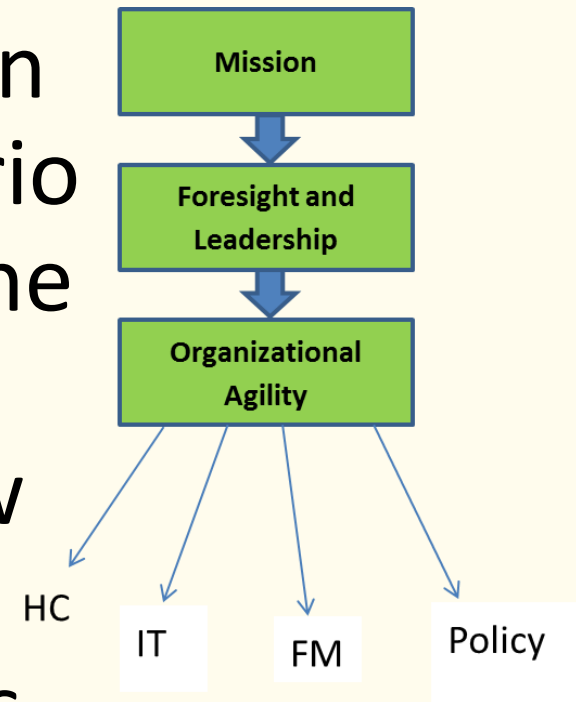 Mission
Foresight and
Leadership
Organizational
Agility
HC
IT
FM
Policy